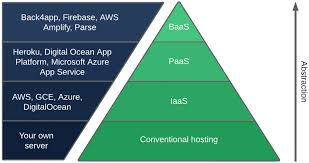 Back4app, Firebase, AWS
Amplify, Parse
BaaS
Heroku, Digital Ocean App
Platform, Microsoft Azure
App Service
PaaS
AWS, GCE, Azure,
DigitalOcean
IaaS
Your own
server
Conventional hosting
Abstraction